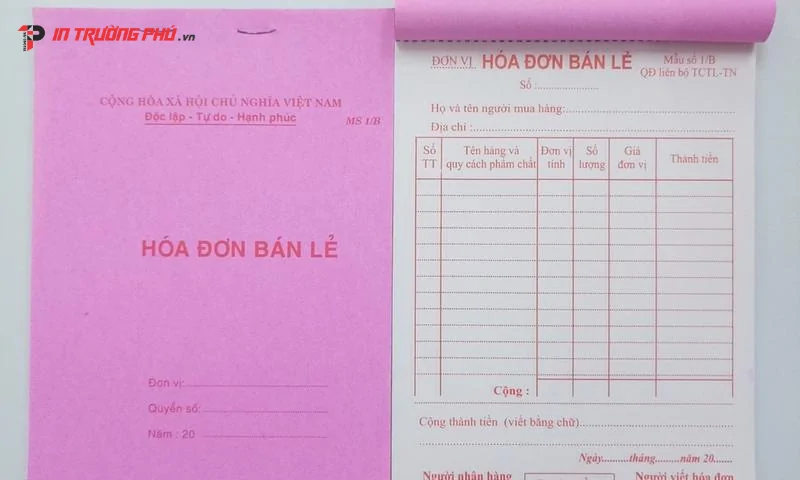 IN TRƯỜNG PHÚ.vn
CỘNG HÒA XÃ HỘI CHỦ NGHĨA VIỆT NAM
Độc lập - Tự do - Hạnh phúc
MS 1/B
HÓA ĐƠN BÁN LẺ
Đơn vị:
Quyển số:
Năm : 20
ĐƠN VỊ HÓA ĐƠN BÁN LẺ Mẫu số 1/B
QĐ liên bộ TCTL-TN
Số :
Họ và tên người mua hàng:
Địa chỉ :
Số TT Tên hàng và quy cách phẩm chất Đơn vị tính Số lượng Giá đơn vị Thành tiền
Cộng :
Cộng thành tiền (viết bằng chữ)
Ngày.........tháng.........năm 20.......
Người nhận hàng Người viết hóa đơn